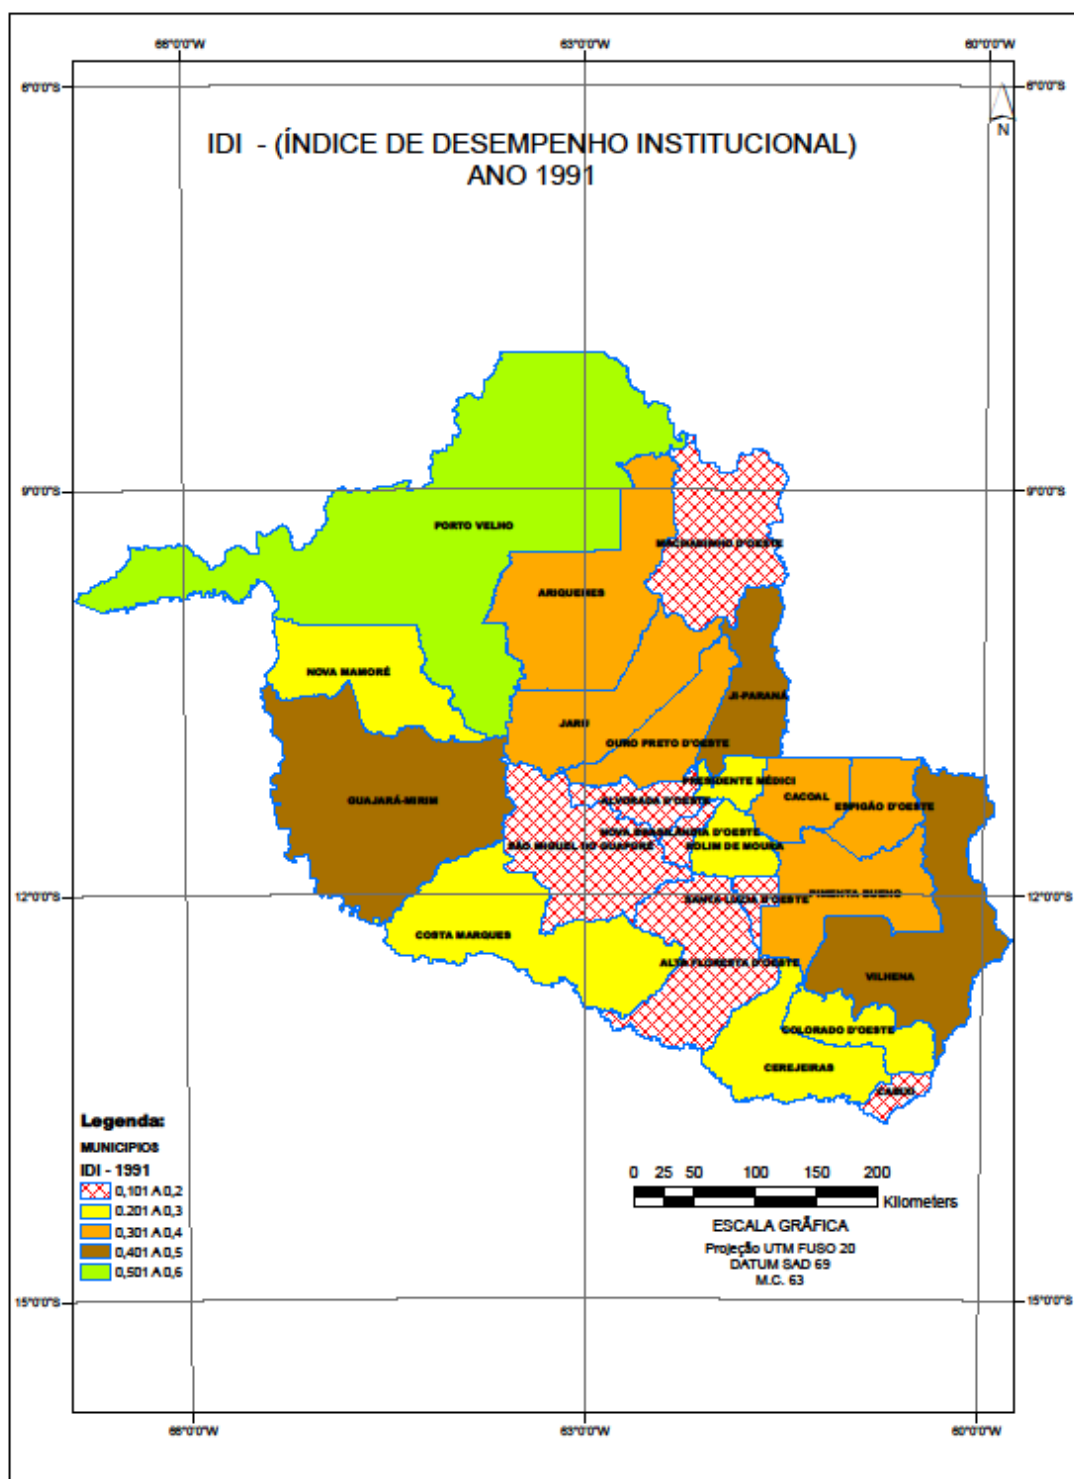 66°0'0"W 63°0'0"W 60°0'0"W
6°0'0"S 6°0'0"S
N
IDI - (ÍNDICE DE DESEMPENHO INSTITUCIONAL)
ANO 1991
9°0'0"S 9°0'0"S
PORTO VELHO
MACHADINHO D'OESTE
ARIQUEMES
NOVA MAMORÉ
JI-PARANÁ
JARU
OURO PRETO D'OESTE
PRESIDENTE MÉDICI
CACOAL
GUAJARÁ-MIRIM
ALVORADA D'OESTE
ESPIGÃO D'OESTE
NOVA BRASILÂNDIA D'OESTE
SÃO MIGUEL DO GUAPORÉ
ROLIM DE MOURA
12°0'0"S 12°0'0"S
PIMENTA BUENO
SANTA LUZIA D'OESTE
COSTA MARQUES
ALTA FLORESTA D'OESTE
VILHENA
COLORADO D'OESTE
CEREJEIRAS
CABIXI
Legenda:
MUNICIPIOS
IDI - 1991
0,101 A 0,2
0.201 A 0,3
0,301 A 0,4
0,401 A 0,5
0,501 A 0,6
0 25 50 100 150 200
Kilometers
ESCALA GRÃFICA
Projeção UTM FUSO 20
DATUM SAD 69
M.C. 63
15°0'0"S 15°0'0"S
66°0'0"W 63°0'0"W 60°0'0"W